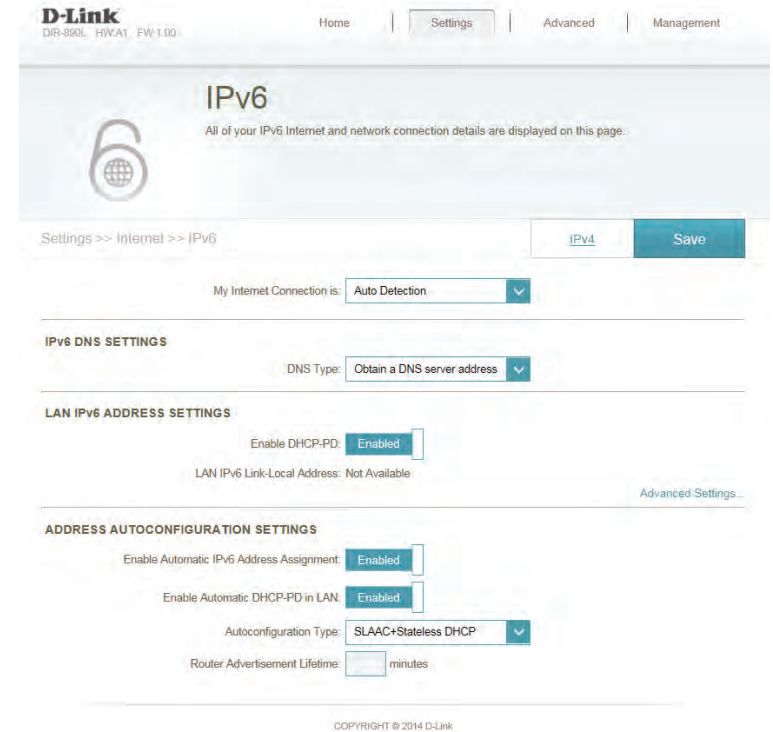 D-Link
DIR-890L HW:A1 FW:1.00
Home Settings Advanced Management
IPv6
All of your IPv6 Internet and network connection details are displayed on this page.
Settings >> Internet >> IPv6
IPv4
Save
My Internet Connection is: Auto Detection
IPv6 DNS SETTINGS
DNS Type: Obtain a DNS server address
LAN IPv6 ADDRESS SETTINGS
Enable DHCP-PD: Enabled
LAN IPv6 Link-Local Address: Not Available
Advanced Settings...
ADDRESS AUTOCONFIGURATION SETTINGS
Enable Automatic IPv6 Address Assignment: Enabled
Enable Automatic DHCP-PD in LAN: Enabled
Autoconfiguration Type: SLAAC+Stateless DHCP
Router Advertisement Lifetime: minutes
COPYRIGHT © 2014 D-Link